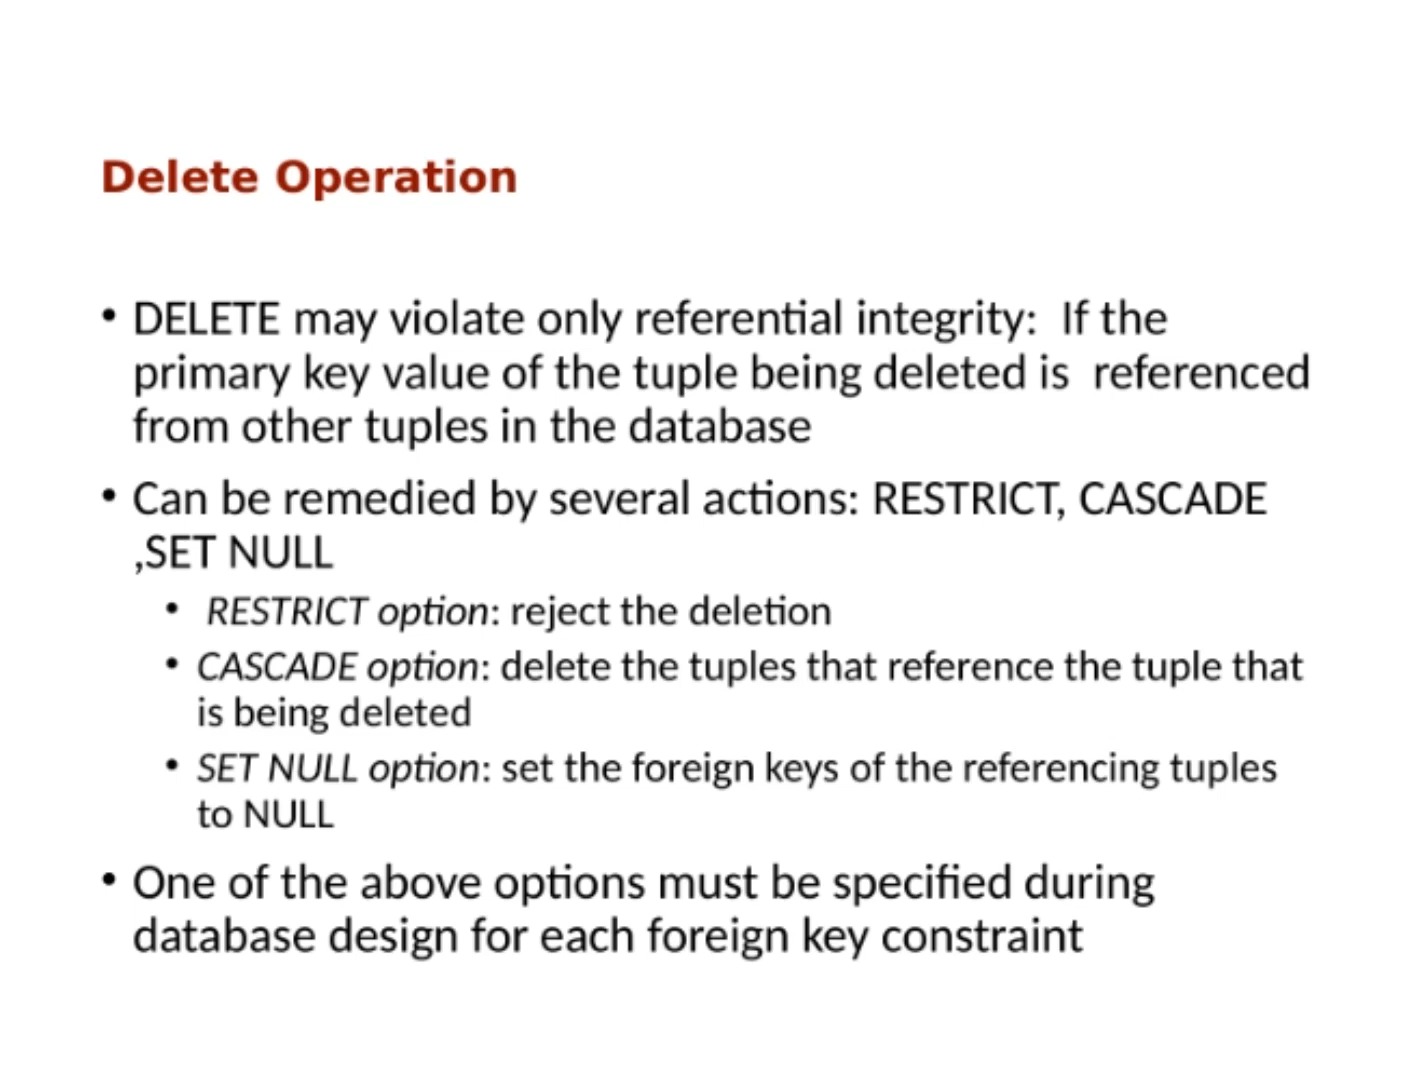 Delete Operation
• DELETE may violate only referential integrity:  If the
primary key value of the tuple being deleted is  referenced
from other tuples in the database
• Can be remedied by several actions: RESTRICT, CASCADE
,SET NULL
•  RESTRICT option: reject the deletion
• CASCADE option: delete the tuples that reference the tuple that
is being deleted
• SET NULL option: set the foreign keys of the referencing tuples
to NULL
• One of the above options must be specified during
database design for each foreign key constraint